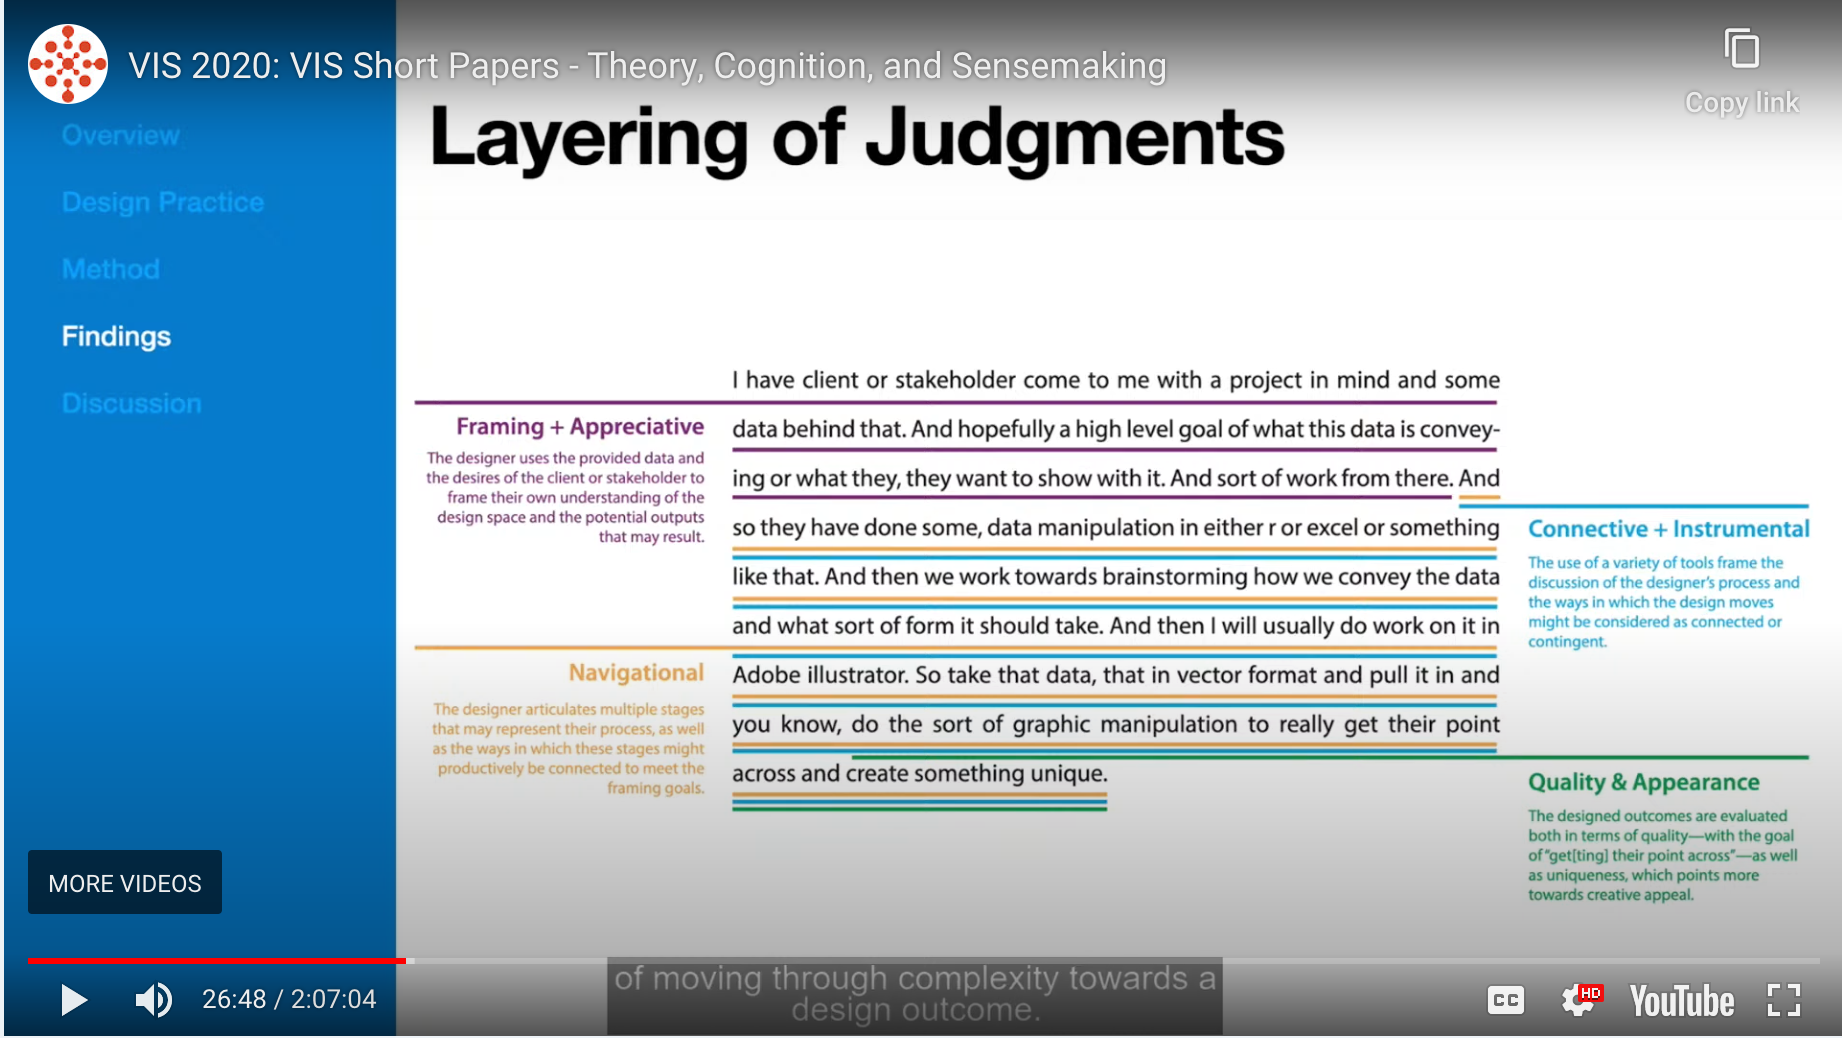 VIS 2020: VIS Short Papers - Theory, Cognition, and Sensemaking
Copy link
Overview
Design Practice
Method
Findings
Discussion
Layering of Judgments
I have client or stakeholder come to me with a project in mind and some
data behind that. And hopefully a high level goal of what this data is convey-
ing or what they, they want to show with it. And sort of work from there. And
so they have done some, data manipulation in either r or excel or something
like that. And then we work towards brainstorming how we convey the data
and what sort of form it should take. And then I will usually do work on it in
Adobe illustrator. So take that data, that in vector format and pull it in and
you know, do the sort of graphic manipulation to really get their point
across and create something unique.
Framing + Appreciative
The designer uses the provided data and
the desires of the client or stakeholder to
frame their own understanding of the
design space and the potential outputs
that may result.
Navigational
The designer articulates multiple stages
that may represent their process, as well
as the ways in which these stages might
productively be connected to meet the
framing goals.
Connective + Instrumental
The use of a variety of tools frame the
discussion of the designer's process and
the ways in which the design moves
might be considered as connected or
contingent.
Quality & Appearance
The designed outcomes are evaluated
both in terms of quality—with the goal
of "get[ting] their point across"—as well
as uniqueness, which points more
towards creative appeal.
MORE VIDEOS
of moving through complexity towards a
design outcome.
26:48 / 2:07:04
CC
HD
YouTube